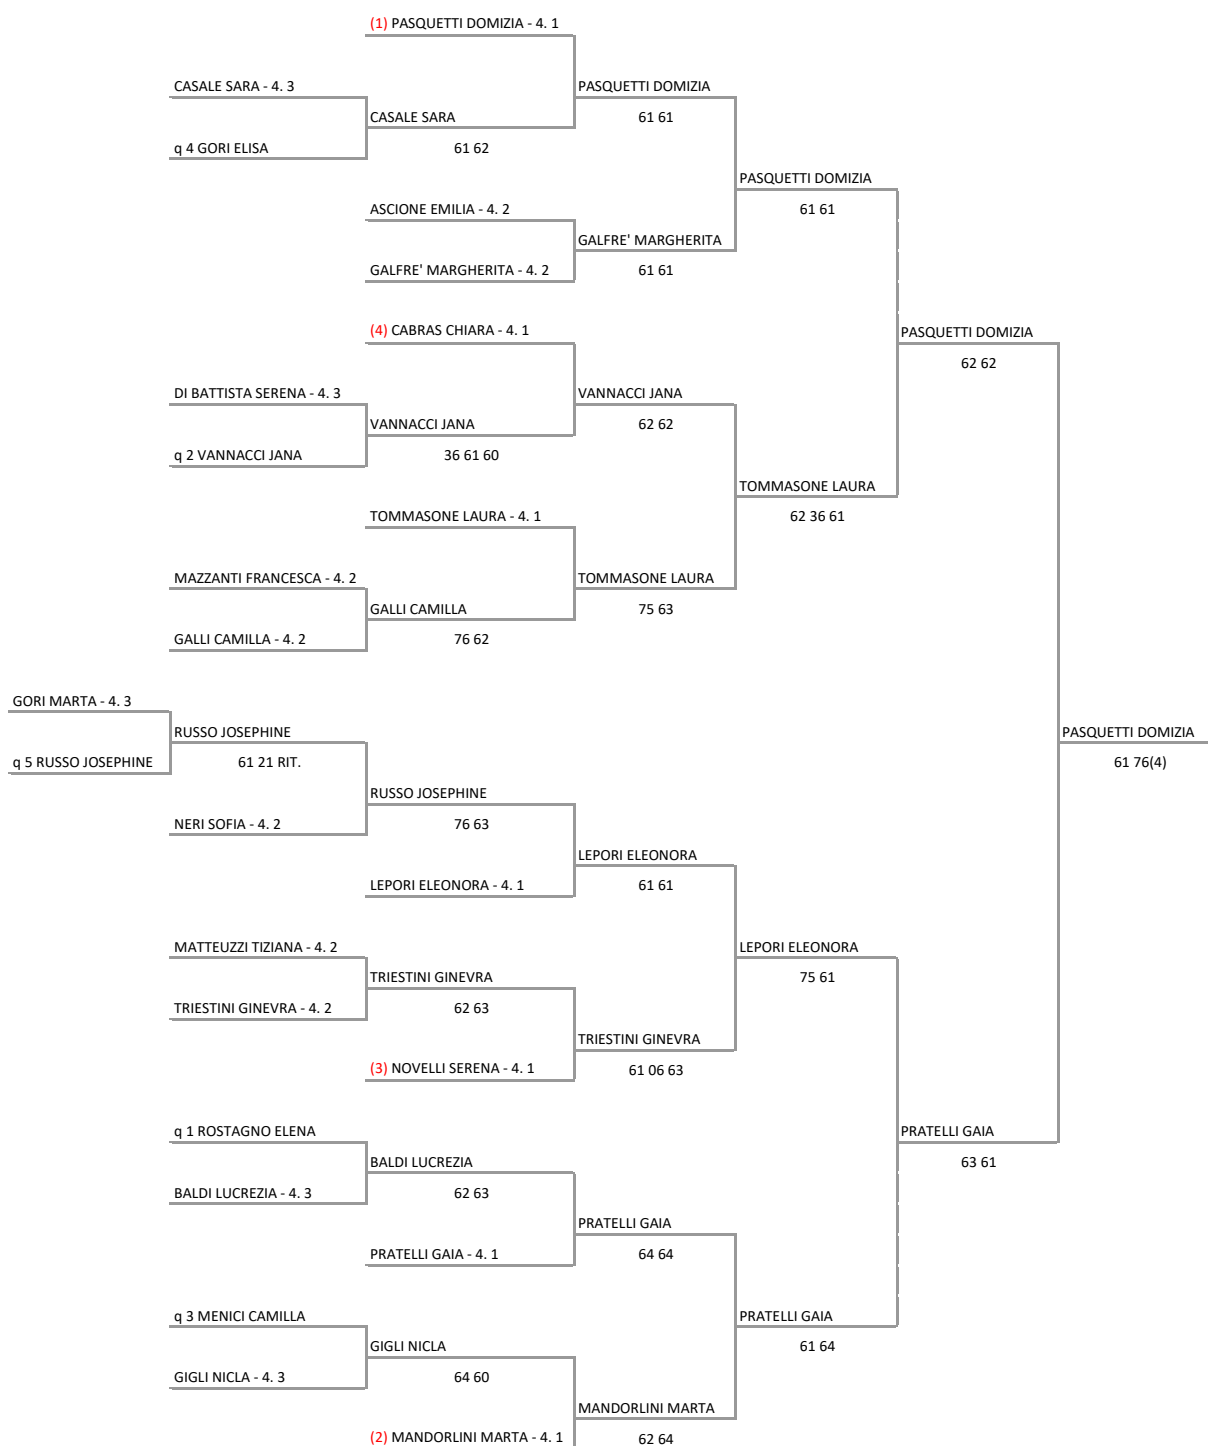 (1) PASQUETTI DOMIZIA - 4. 1
CASALE SARA - 4. 3
PASQUETTI DOMIZIA
CASALE SARA
61 61
q 4 GORI ELISA
61 62
PASQUETTI DOMIZIA
ASCIONE EMILIA - 4. 2
61 61
GALFRE' MARGHERITA
GALFRE' MARGHERITA - 4. 2
61 61
(4) CABRAS CHIARA - 4. 1
PASQUETTI DOMIZIA
62 62
DI BATTISTA SERENA - 4. 3
VANNACCI JANA
VANNACCI JANA
62 62
q 2 VANNACCI JANA
36 61 60
TOMMASONE LAURA
TOMMASONE LAURA - 4. 1
62 36 61
MAZZANTI FRANCESCA - 4. 2
TOMMASONE LAURA
GALLI CAMILLA
75 63
GALLI CAMILLA - 4. 2
76 62
GORI MARTA - 4. 3
RUSSO JOSEPHINE
PASQUETTI DOMIZIA
q 5 RUSSO JOSEPHINE
61 21 RIT.
61 76(4)
RUSSO JOSEPHINE
NERI SOFIA - 4. 2
76 63
LEPORI ELEONORA
LEPORI ELEONORA - 4. 1
61 61
MATTEUZZI TIZIANA - 4. 2
LEPORI ELEONORA
TRIESTINI GINEVRA
75 61
TRIESTINI GINEVRA - 4. 2
62 63
TRIESTINI GINEVRA
(3) NOVELLI SERENA - 4. 1
61 06 63
q 1 ROSTAGNO ELENA
PRATELLI GAIA
BALDI LUCREZIA
63 61
BALDI LUCREZIA - 4. 3
62 63
PRATELLI GAIA
PRATELLI GAIA - 4. 1
64 64
q 3 MENICI CAMILLA
PRATELLI GAIA
GIGLI NICLA
61 64
GIGLI NICLA - 4. 3
64 60
MANDORLINI MARTA
(2) MANDORLINI MARTA - 4. 1
62 64